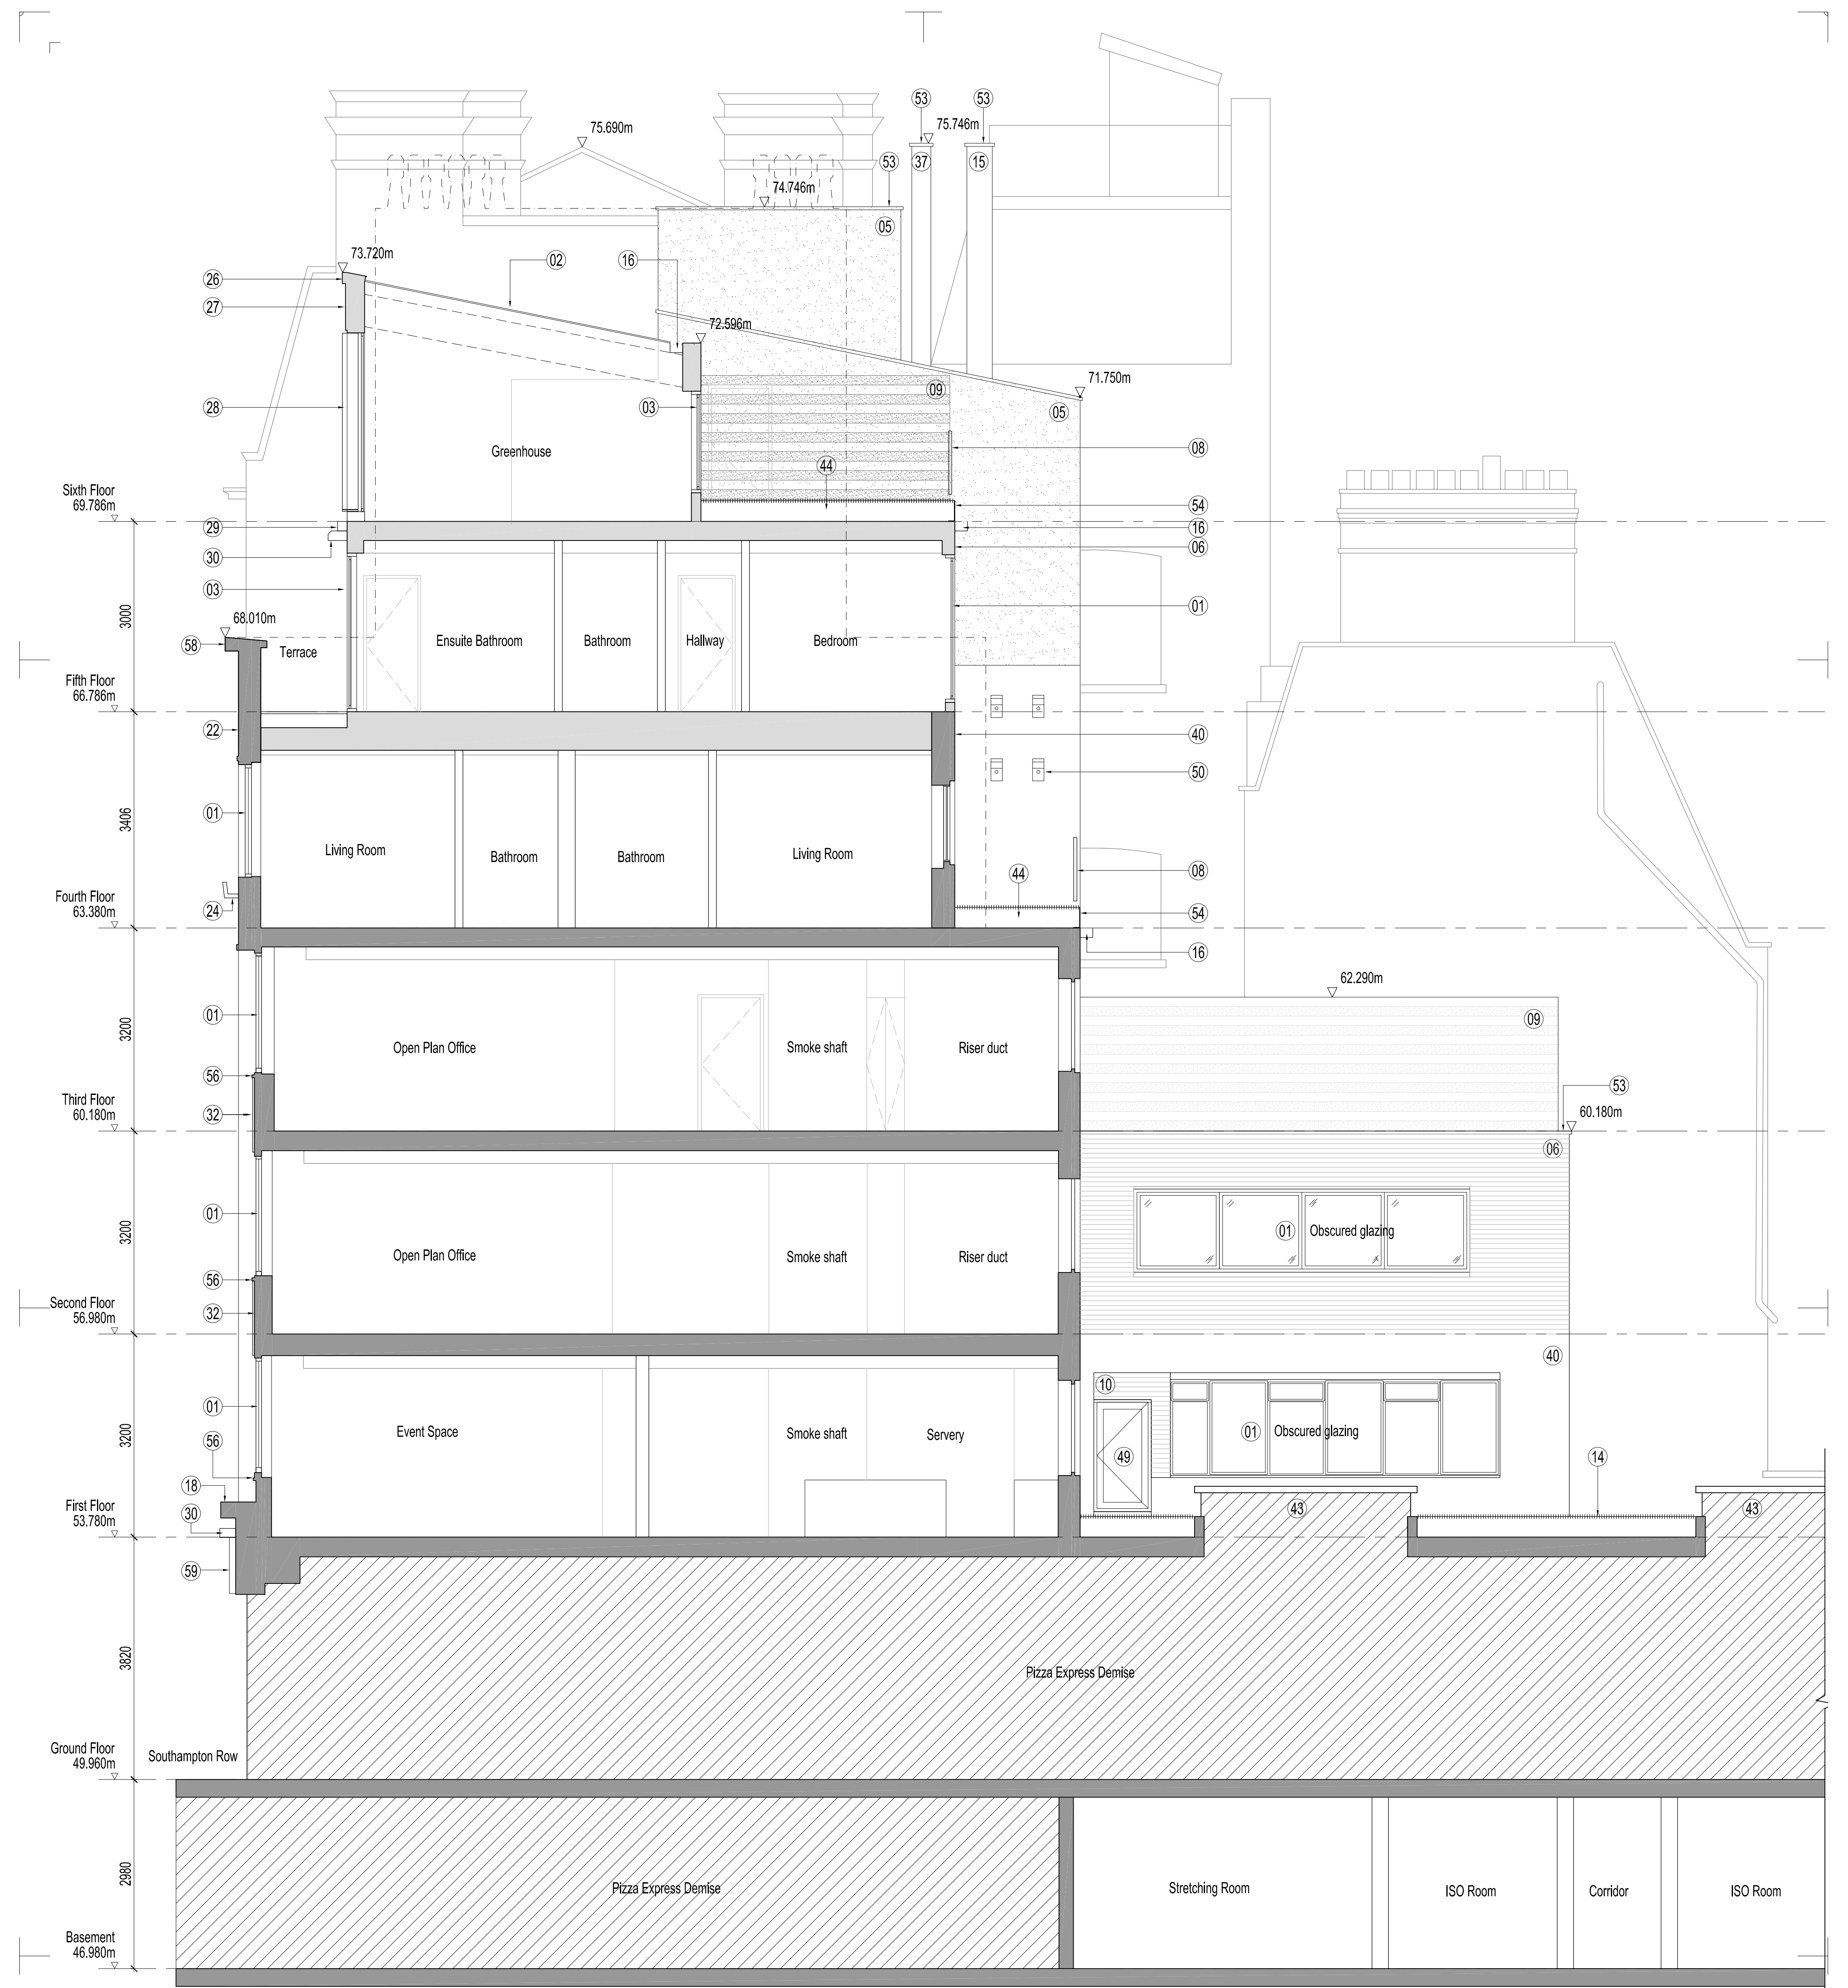 53
53
75.746m
75.690m
53
37
15
74.746m
05
73.720m
02
16
26
27
72.596m
71.750m
09
05
28
03
08
Greenhouse
44
Sixth Floor
69.786m
54
29
16
30
06
03
01
3000
68.010m
58
Terrace
Ensuite Bathroom
Bathroom
Hallway
Bedroom
Fifth Floor
66.786m
22
40
50
01
3406
Living Room
Bathroom
Bathroom
Living Room
08
44
Fourth Floor
63.380m
24
54
16
62.290m
01
09
3200
Open Plan Office
Smoke shaft
Riser duct
56
53
Third Floor
60.180m
32
60.180m
06
01
3200
01
Obscured glazing
Open Plan Office
Smoke shaft
Riser duct
56
Second Floor
56.980m
32
40
10
01
3200
Event Space
Smoke shaft
Servery
01
Obscured glazing
56
49
14
18
First Floor
53.780m
30
43
43
59
3820
Pizza Express Demise
Ground Floor
49.960m
Southampton Row
2980
Pizza Express Demise
Stretching Room
ISO Room
Corridor
ISO Room
Basement
46.980m